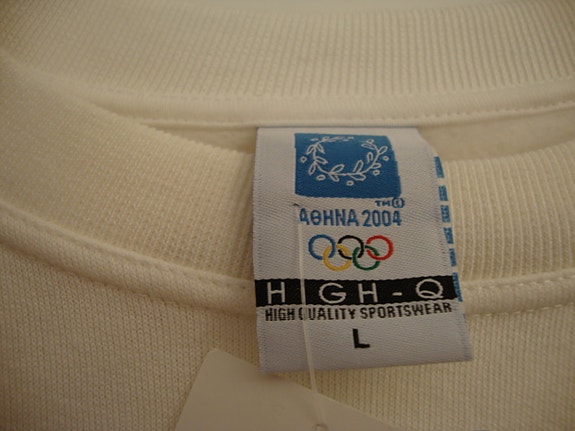 TM©
ΑΘΗΝΑ 2004
HIGH-Q
HIGH QUALITY SPORTSWEAR
L